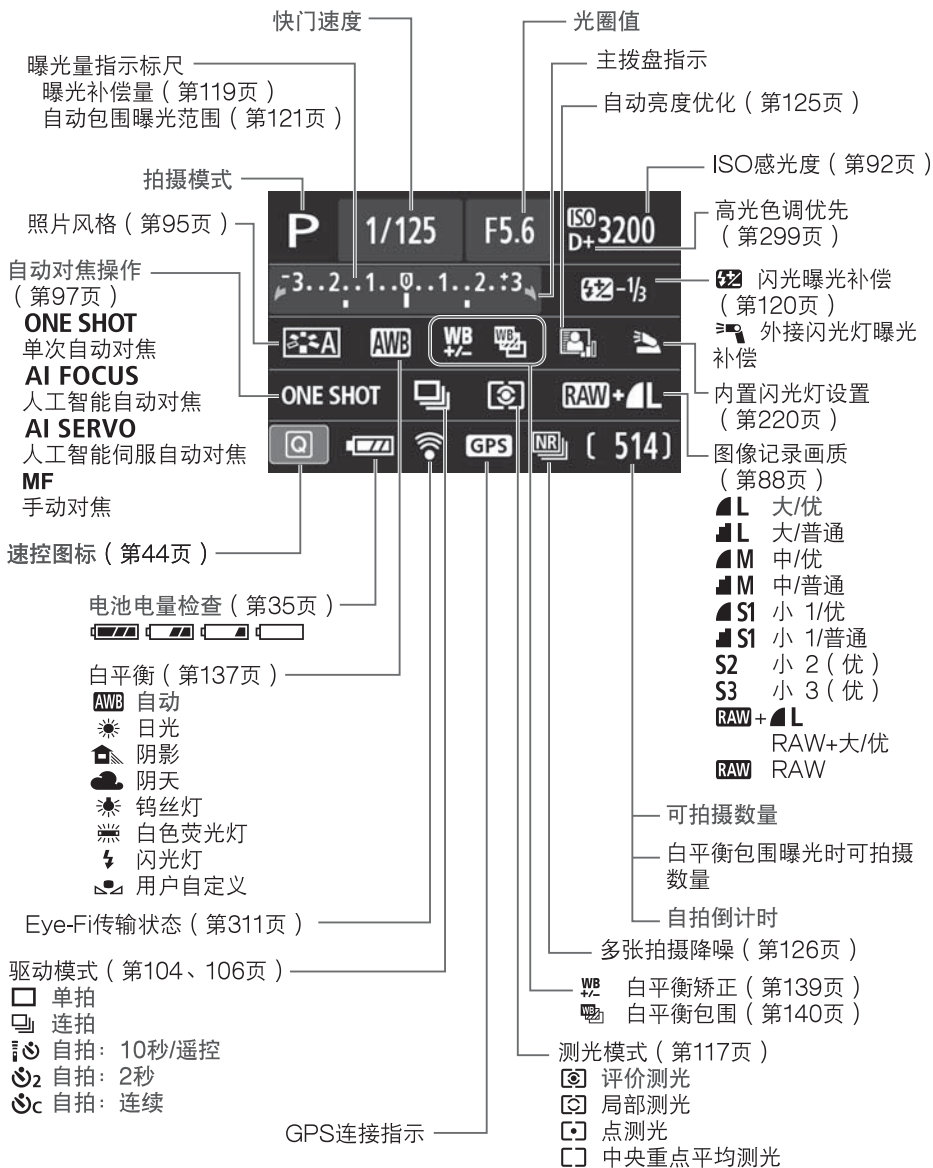 快门速度
光圈值
曝光量指示标尺
曝光补偿量（第119页）
自动包围曝光范围（第121页）
主拨盘指示
自动亮度优化（第125页）
拍摄模式
ISO感光度（第92页）
照片风格（第95页）
高光色调优先
（第299页）
自动对焦操作
（第97页）
ONE SHOT
单次自动对焦
AI FOCUS
人工智能自动对焦
AI SERVO
人工智能伺服自动对焦
MF
手动对焦
P 1/125 F5.6 ISO D+ 3200
-3..2..1..0..1..2.+3 -1/3
A AWB WB +/- WB
ONE SHOT RAW+L
Q GPS NR ( 514)
闪光曝光补偿
（第120页）
外接闪光灯曝光
补偿
内置闪光灯设置
（第220页）
图像记录画质
（第88页）
L 大/优
L 大/普通
M 中/优
M 中/普通
S1 小 1/优
S1 小 1/普通
S2 小 2（优）
S3 小 3（优）
RAW+L
RAW+大/优
RAW RAW
速控图标（第44页）
电池电量检查（第35页）
白平衡（第137页）
AWB 自动
日光
阴影
阴天
钨丝灯
白色荧光灯
闪光灯
用户自定义
可拍摄数量
白平衡包围曝光时可拍摄
数量
自拍倒计时
Eye-Fi传输状态（第311页）
多张拍摄降噪（第126页）
驱动模式（第104、106页）
单拍
连拍
自拍：10秒/遥控
2 自拍：2秒
C 自拍：连续
WB +/- 白平衡矫正（第139页）
WB 白平衡包围（第140页）
测光模式（第117页）
评价测光
局部测光
点测光
中央重点平均测光
GPS连接指示